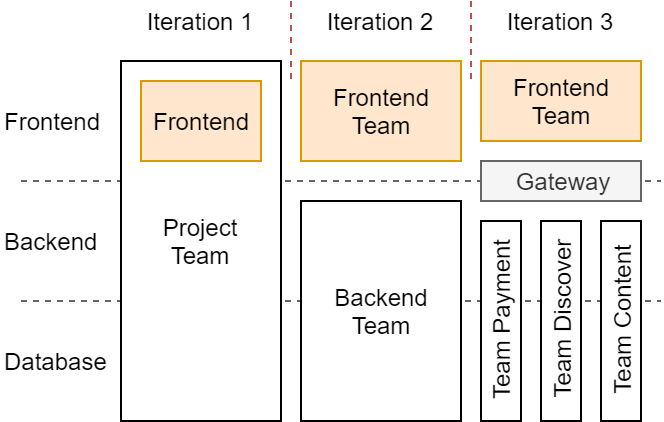 Iteration 1
Iteration 2
Iteration 3
Frontend
Frontend
Frontend
Team
Frontend
Team
Gateway
Backend
Project
Team
Backend
Team
Team Payment
Team Discover
Team Content
Database